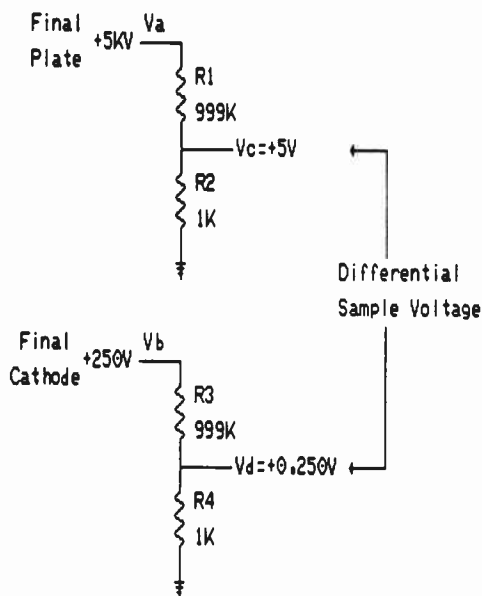 Final Plate
+5KV
Va
R1
999K
Vc=+5V
R2
1K
Differential
Sample Voltage
Final Cathode
+250V
Vb
R3
999K
Vd=+0.250V
R4
1K